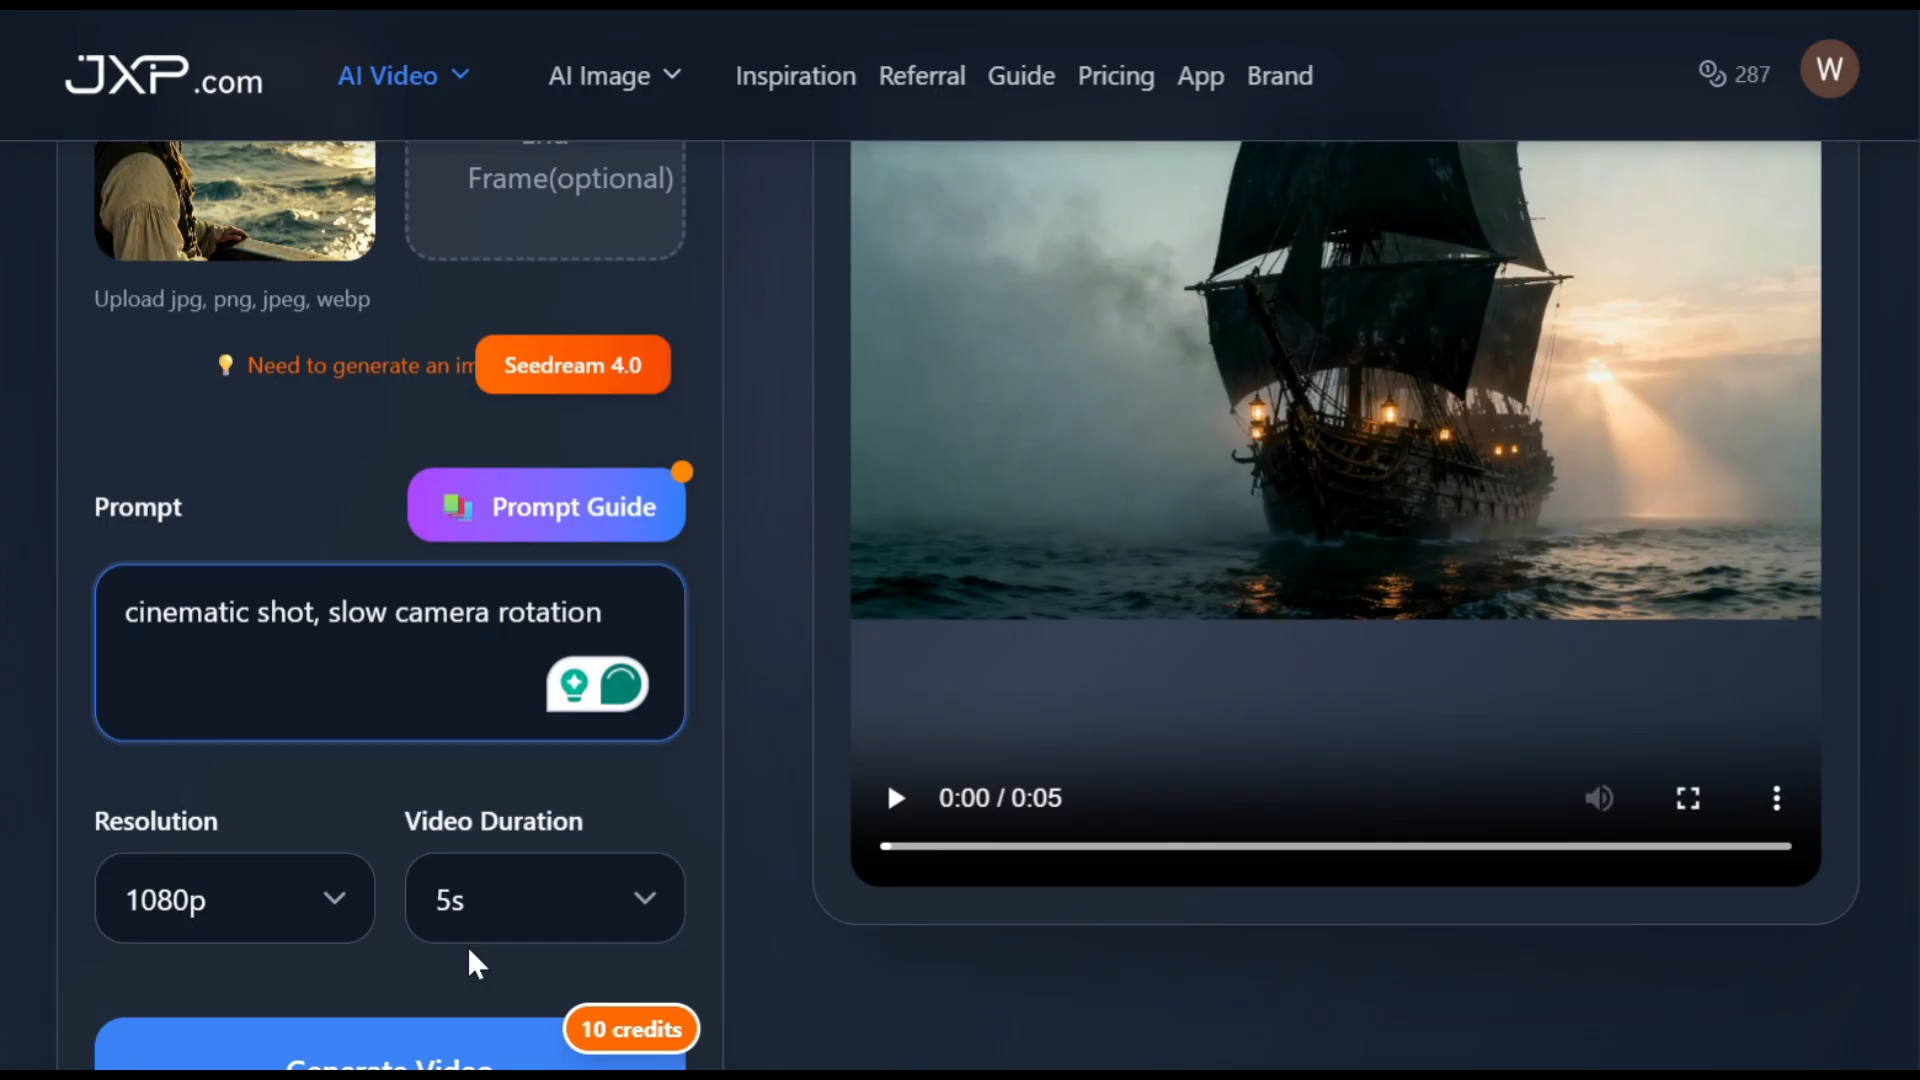 JXP.com
AI Video
AI Image
Inspiration
Referral
Guide
Pricing
App
Brand
287
W
Frame(optional)
Upload jpg, png, jpeg, webp
Need to generate an im
Seedream 4.0
Prompt
Prompt Guide
cinematic shot, slow camera rotation
0:00 / 0:05
Resolution
Video Duration
1080p
5s
10 credits
Generate Video